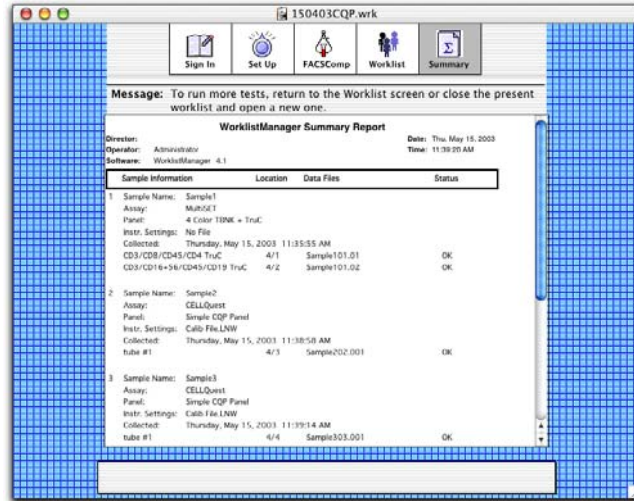 150403CQP.wrk
Sign In Set Up FACSComp Worklist Summary
Message: To run more tests, return to the Worklist screen or close the present
worklist and open a new one.
WorklistManager Summary Report
Director: Date: Thu, May 15, 2003
Operator: Administrator Time: 11:39:20 AM
Software: WorklistManager 4.1
Sample Information Location Data Files Status
1 Sample Name: Sample1
Assay: MultiSET
Panel: 4 Color TBNK + TruC
Instr. Settings: No File
Collected: Thursday, May 15, 2003 11:35:55 AM
CD3/CD8/CD45/CD4 TruC 4/1 Sample101.01 OK
CD3/CD16+56/CD45/CD19 TruC 4/2 Sample101.02 OK
2 Sample Name: Sample2
Assay: CELLQuest
Panel: Simple CQP Panel
Instr. Settings: Calib File.LNW
Collected: Thursday, May 15, 2003 11:38:58 AM
tube #1 4/3 Sample202.001 OK
3 Sample Name: Sample3
Assay: CELLQuest
Panel: Simple CQP Panel
Instr. Settings: Calib File.LNW
Collected: Thursday, May 15, 2003 11:39:14 AM
tube #1 4/4 Sample303.001 OK